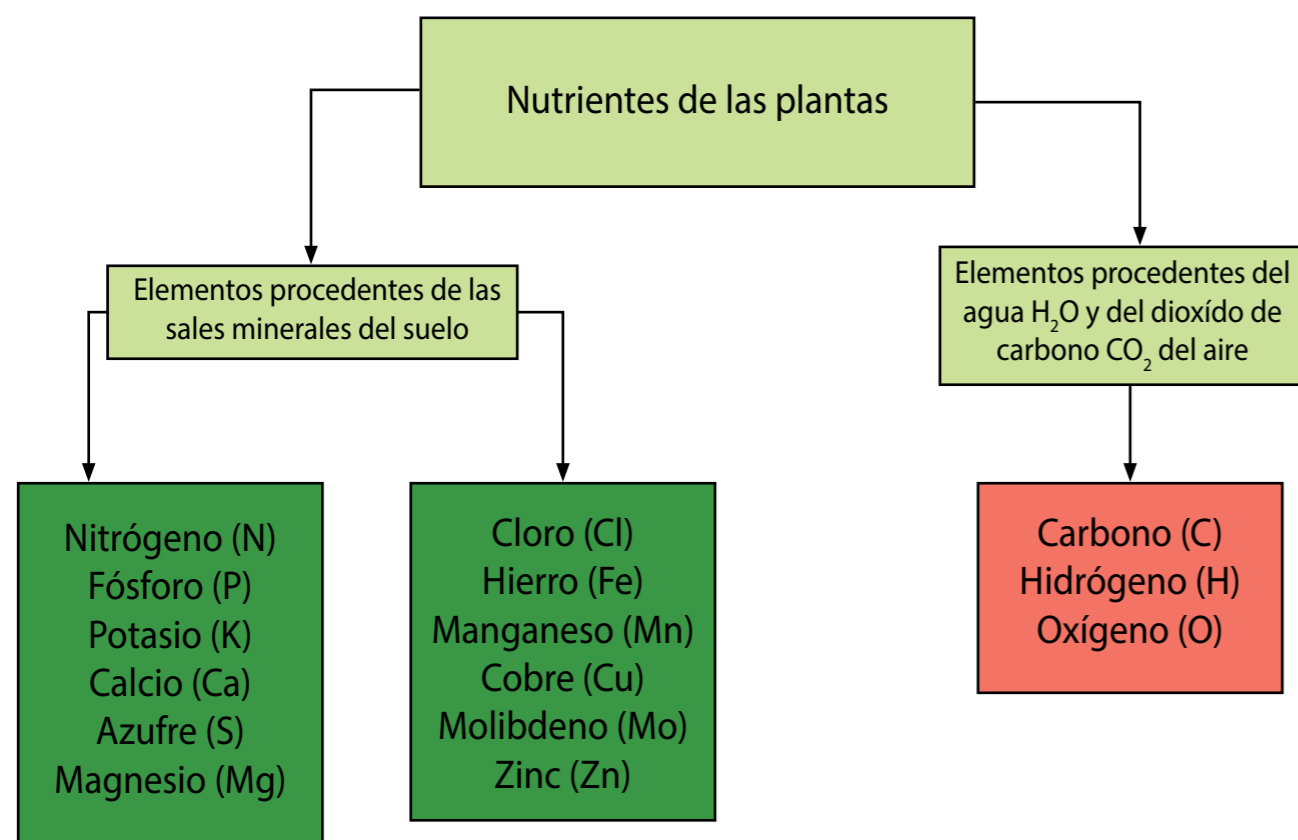 Nutrientes de las plantas
Elementos procedentes de las
sales minerales del suelo
Elementos procedentes del
agua H₂O y del dioxído de
carbono CO₂ del aire
Nitrógeno (N)
Fósforo (P)
Potasio (K)
Calcio (Ca)
Azufre (S)
Magnesio (Mg)
Cloro (Cl)
Hierro (Fe)
Manganeso (Mn)
Cobre (Cu)
Molibdeno (Mo)
Zinc (Zn)
Carbono (C)
Hidrógeno (H)
Oxígeno (O)